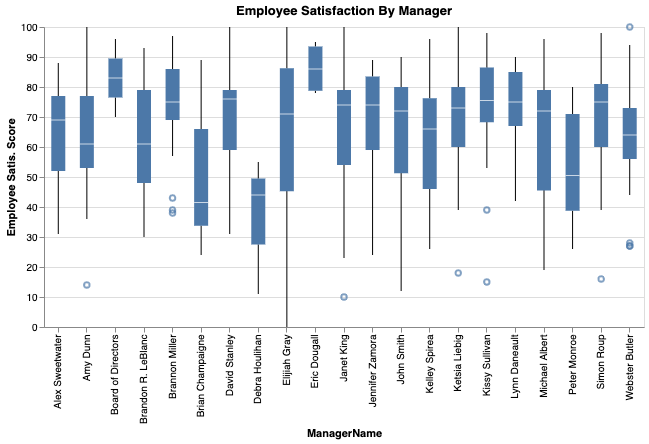 Employee Satisfaction By Manager
Employee Satis. Score
100
90
80
70
60
50
40
30
20
10
0
Alex Sweetwater
Amy Dunn
Board of Directors
Brandon R. LeBlanc
Brannon Miller
Brian Champaigne
David Stanley
Debra Houlihan
Elijiah Gray
Eric Dougall
Janet King
Jennifer Zamora
John Smith
Kelley Spirea
Ketsia Liebig
Kissy Sullivan
Lynn Daneault
Michael Albert
Peter Monroe
Simon Roup
Webster Butler
ManagerName